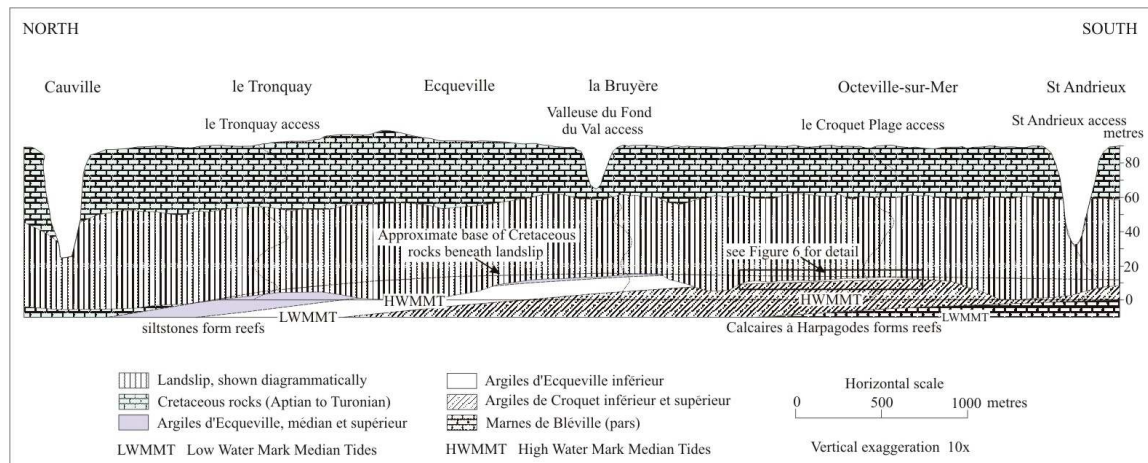 NORTH
SOUTH
Cauville
le Tronquay
Ecqueville
la Bruyère
Octeville-sur-Mer
St Andrieux
le Tronquay access
Valleuse du Fond
du Val access
le Croquet Plage access
St Andrieux access
metres
80
60
40
20
0
Approximate base of Cretaceous
rocks beneath landslip
see Figure 6 for detail
HWMMT
HWMMT
LWMMT
LWMMT
siltstones form reefs
Calcaires à Harpagodes forms reefs
Landslip, shown diagrammatically
Cretaceous rocks (Aptian to Turonian)
Argiles d'Ecqueville, médian et supérieur
LWMMT Low Water Mark Median Tides
Argiles d'Ecqueville inférieur
Argiles de Croquet inférieur et supérieur
Marnes de Bléville (pars)
HWMMT High Water Mark Median Tides
Horizontal scale
0 500 1000 metres
Vertical exaggeration 10x